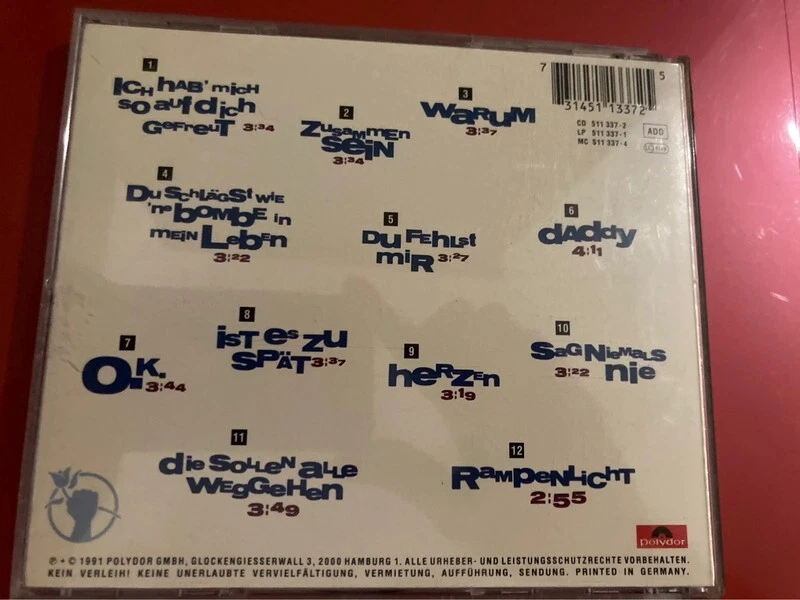 1
ICH HAB' MICH
SO AUF DICH
GEFREUT 3:34
2
ZUSAMMEN
SEIN
3:34
3
WARUM
3:37
7 31451 13372 5
CD 511 337-2
LP 511 337-1
MC 511 337-4
ADD
4
DU SCHLÄGST WIE
'NE BOMBE IN
MEIN LEBEN
3:22
5
DU FEHLST
MIR 3:27
6
DADDY
4:11
7
O.K.
3:44
8
IST ES ZU
SPÄT 3:37
9
HERZEN
3:19
10
SAG NIEMALS
3:22 NIE
11
DIE SOLLEN ALLE
WEGGEHEN
3:49
12
RAMPENLICHT
2:55
polydor
℗ + © 1991 POLYDOR GMBH, GLOCKENGIESSERWALL 3, 2000 HAMBURG 1. ALLE URHEBER- UND LEISTUNGSSCHUTZRECHTE VORBEHALTEN.
KEIN VERLEIH! KEINE UNERLAUBTE VERVIELFÄLTIGUNG, VERMIETUNG, AUFFÜHRUNG, SENDUNG. PRINTED IN GERMANY.